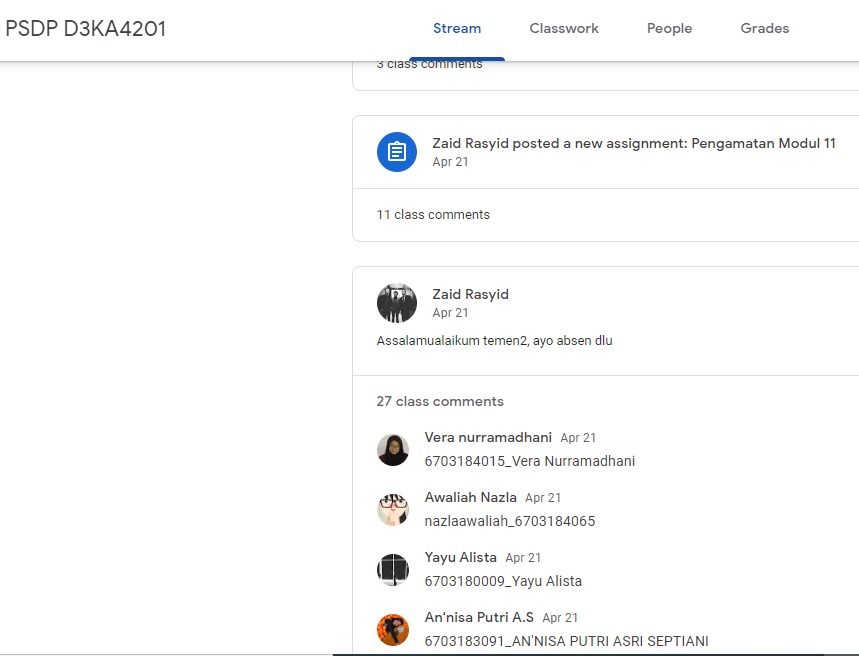 PSDP D3KA4201
Stream Classwork People Grades
3 class comments
Zaid Rasyid posted a new assignment: Pengamatan Modul 11
Apr 21
11 class comments
Zaid Rasyid
Apr 21
Assalamualaikum temen2, ayo absen dlu
27 class comments
Vera nurramadhani Apr 21
6703184015_Vera Nurramadhani
Awaliah Nazla Apr 21
nazlaawaliah_6703184065
Yayu Alista Apr 21
6703180009_Yayu Alista
An'nisa Putri A.S Apr 21
6703183091_AN'NISA PUTRI ASRI SEPTIANI